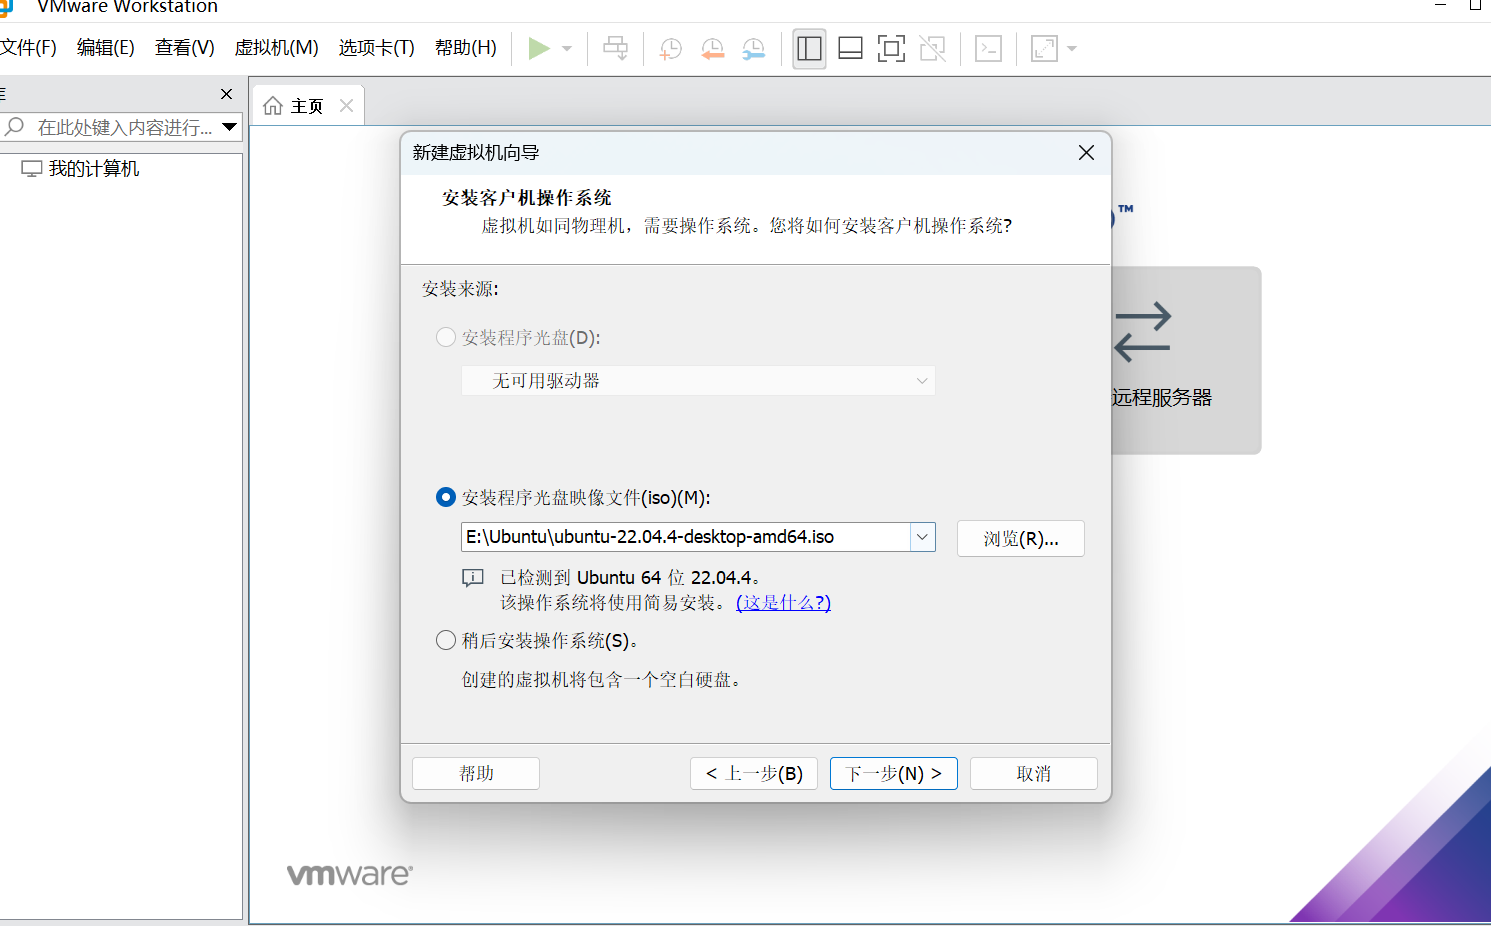 VMware Workstation
文件(F) 编辑(E) 查看(V) 虚拟机(M) 选项卡(T) 帮助(H)
主页
在此处键入内容进行...
我的计算机
新建虚拟机向导
安装客户机操作系统
虚拟机如同物理机，需要操作系统。您将如何安装客户机操作系统?
TM
安装来源:
安装程序光盘(D):
无可用驱动器
远程服务器
安装程序光盘映像文件(iso)(M):
E:\Ubuntu\ubuntu-22.04.4-desktop-amd64.iso
浏览(R)...
已检测到 Ubuntu 64 位 22.04.4。
该操作系统将使用简易安装。 (这是什么?)
稍后安装操作系统(S)。
创建的虚拟机将包含一个空白硬盘。
帮助 < 上一步(B) 下一步(N) > 取消
vmware®